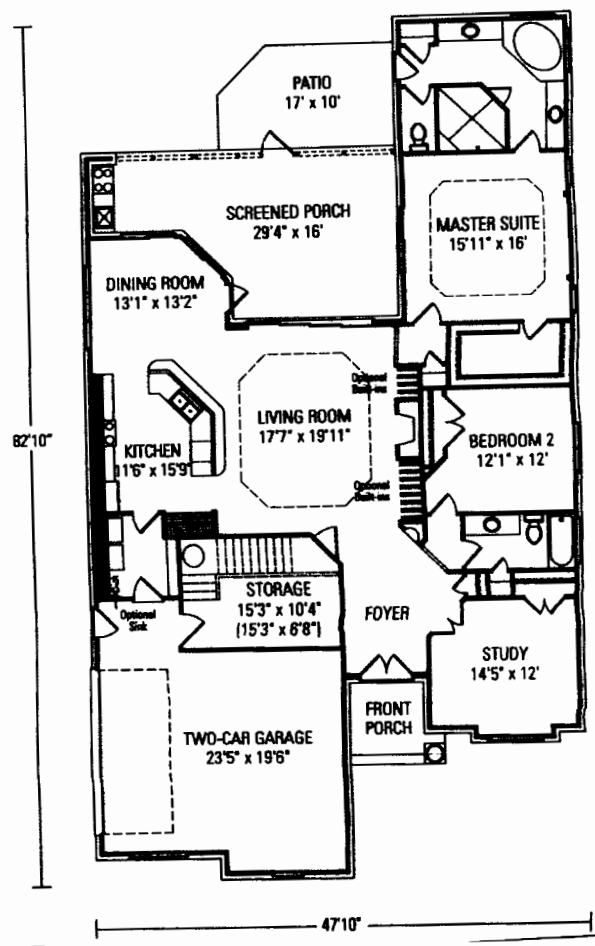 PATIO
17' x 10'
SCREENED PORCH
29'4" x 16'
MASTER SUITE
15'11" x 16'
DINING ROOM
13'1" x 13'2"
Optional
Built-ins
LIVING ROOM
17'7" x 19'11"
82'10"
KITCHEN
11'6" x 15'9"
BEDROOM 2
12'1" x 12'
Optional
Built-ins
STORAGE
15'3" x 10'4"
(15'3" x 6'8")
Optional
Sink
FOYER
STUDY
14'5" x 12'
FRONT
PORCH
TWO-CAR GARAGE
23'5" x 19'6"
47'10"